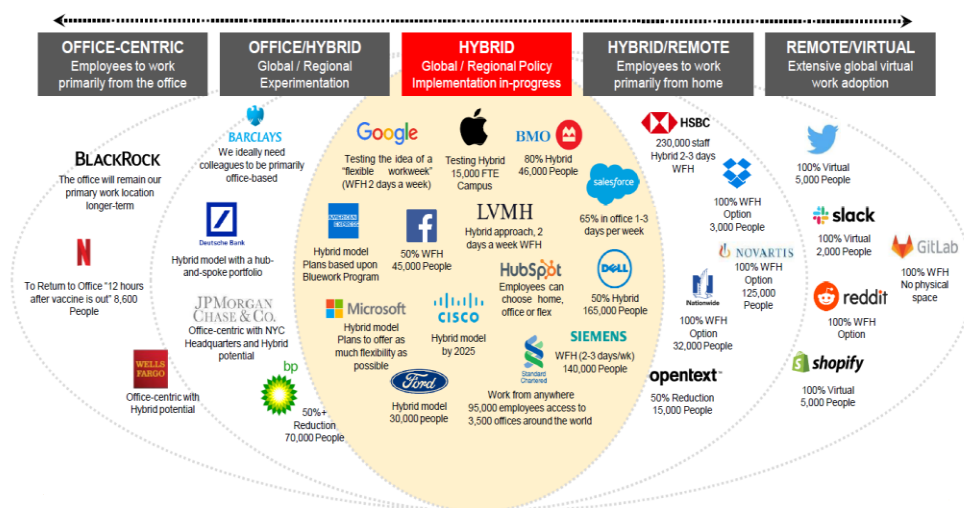 OFFICE-CENTRIC
Employees to work
primarily from the office
OFFICE/HYBRID
Global / Regional
Experimentation
HYBRID
Global / Regional Policy
Implementation in-progress
HYBRID/REMOTE
Employees to work
primarily from home
REMOTE/VIRTUAL
Extensive global virtual
work adoption
BLACKROCK
The office will remain our
primary work location
longer-term
N
To Return to Office "12 hours
after vaccine is out" 8,600
People
WELLS
FARGO
Office-centric with
Hybrid potential
BARCLAYS
We ideally need
colleagues to be primarily
office-based
Deutsche Bank
Hybrid model with a hub-
and-spoke portfolio
JPMORGAN
CHASE & CO.
Office-centric with NYC
Headquarters and Hybrid
potential
bp
50%+
Reduction
70,000 People
Google
Testing the idea of a
"flexible workweek"
(WFH 2 days a week)
Testing Hybrid
15,000 FTE
Campus
BMO
80% Hybrid
46,000 People
salesforce
65% in office 1-3
days per week
AMERICAN
EXPRESS
Hybrid model
Plans based upon
Bluework Program
f
50% WFH
45,000 People
LVMH
Hybrid approach, 2
days a week WFH
HubSpot
Employees can
choose home,
office or flex
DELL
50% Hybrid
165,000 People
Microsoft
Hybrid model
Plans to offer as
much flexibility as
possible
CISCO
Hybrid model
by 2025
SIEMENS
WFH (2-3 days/wk)
140,000 People
Ford
Hybrid model
30,000 people
Standard
Chartered
Work from anywhere
95,000 employees access to
3,500 offices around the world
HSBC
230,000 staff
Hybrid 2-3 days
WFH
100% WFH
Option
3,000 People
NOVARTIS
100% WFH
Option
125,000
People
Nationwide
100% WFH
Option
32,000 People
opentext™
50% Reduction
15,000 People
100% Virtual
5,000 People
slack
100% Virtual
2,000 People
GitLab
100% WFH
No physical
space
reddit
100% WFH
Option
shopify
100% Virtual
5,000 People